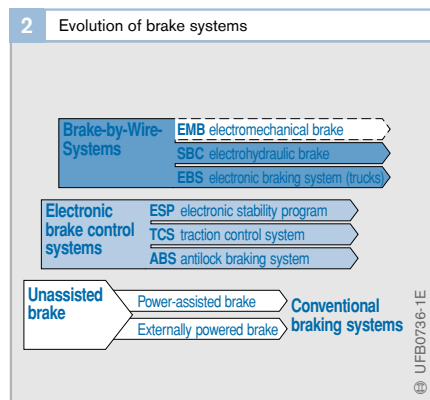 2 Evolution of brake systems
Brake-by-Wire-
Systems
EMB electromechanical brake
SBC electrohydraulic brake
EBS electronic braking system (trucks)
Electronic
brake control
systems
ESP electronic stability program
TCS traction control system
ABS antilock braking system
Unassisted
brake
Power-assisted brake
Externally powered brake
Conventional
braking systems
UFB0736-1E